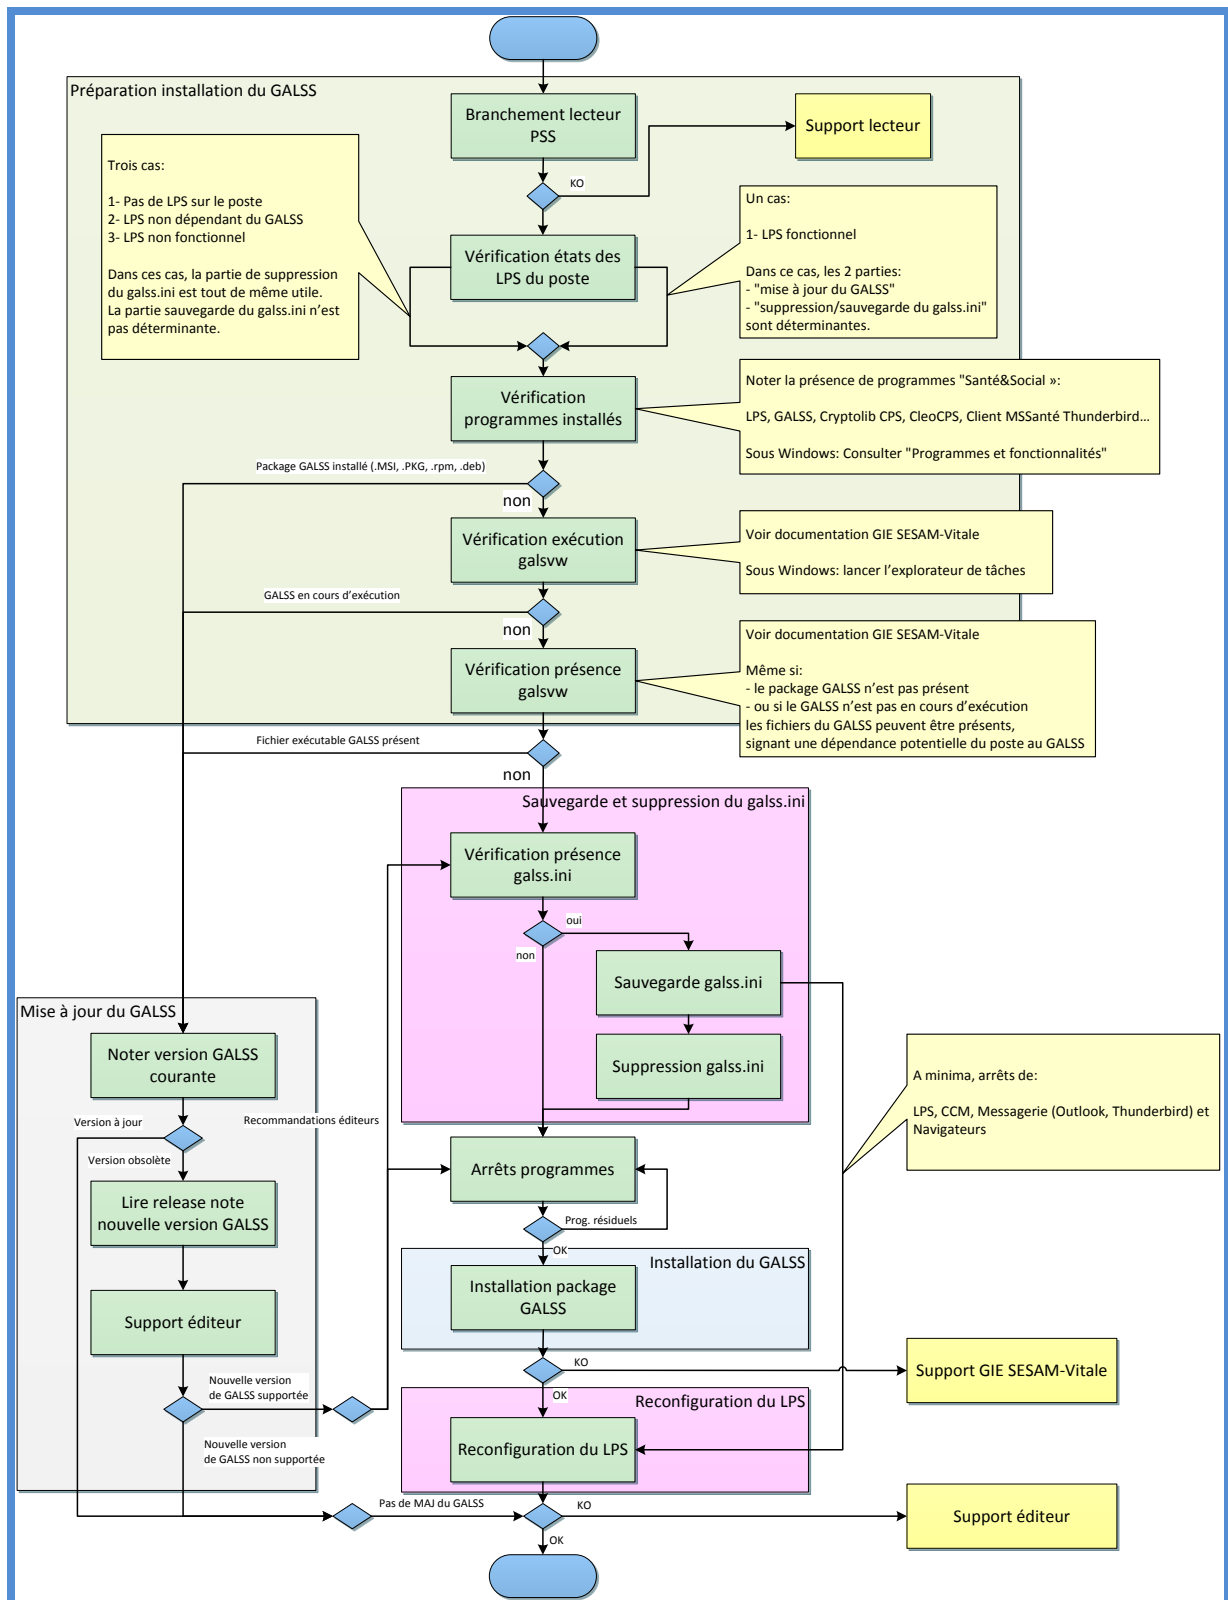 Préparation installation du GALSS
Branchement lecteur
PSS
Support lecteur
KO
Trois cas:
1- Pas de LPS sur le poste
2- LPS non dépendant du GALSS
3- LPS non fonctionnel
Dans ces cas, la partie de suppression
du galss.ini est tout de même utile.
La partie sauvegarde du galss.ini n'est
pas déterminante.
Un cas:
1- LPS fonctionnel
Dans ce cas, les 2 parties:
- "mise à jour du GALSS"
- "suppression/sauvegarde du galss.ini"
sont déterminantes.
Vérification états des
LPS du poste
Vérification
programmes installés
Noter la présence de programmes "Santé&Social »:
LPS, GALSS, Cryptolib CPS, CleoCPS, Client MSSanté Thunderbird…
Sous Windows: Consulter "Programmes et fonctionnalités"
Package GALSS installé (.MSI, .PKG, .rpm, .deb)
non
Vérification exécution
galsvw
Voir documentation GIE SESAM-Vitale
Sous Windows: lancer l'explorateur de tâches
GALSS en cours d'exécution
non
Vérification présence
galsvw
Voir documentation GIE SESAM-Vitale
Même si:
- le package GALSS n'est pas présent
- ou si le GALSS n'est pas en cours d'exécution
les fichiers du GALSS peuvent être présents,
signant une dépendance potentielle du poste au GALSS
Fichier exécutable GALSS présent
non
Sauvegarde et suppression du galss.ini
Vérification présence
galss.ini
oui
non
Sauvegarde galss.ini
Suppression galss.ini
Mise à jour du GALSS
Noter version GALSS
courante
Version à jour
Recommandations éditeurs
Version obsolète
Lire release note
nouvelle version GALSS
Support éditeur
Nouvelle version
de GALSS supportée
Nouvelle version
de GALSS non supportée
A minima, arrêts de:
LPS, CCM, Messagerie (Outlook, Thunderbird) et
Navigateurs
Arrêts programmes
Prog. résiduels
OK
Installation du GALSS
Installation package
GALSS
KO
Support GIE SESAM-Vitale
OK
Reconfiguration du LPS
Reconfiguration du LPS
Pas de MAJ du GALSS
KO
Support éditeur
OK